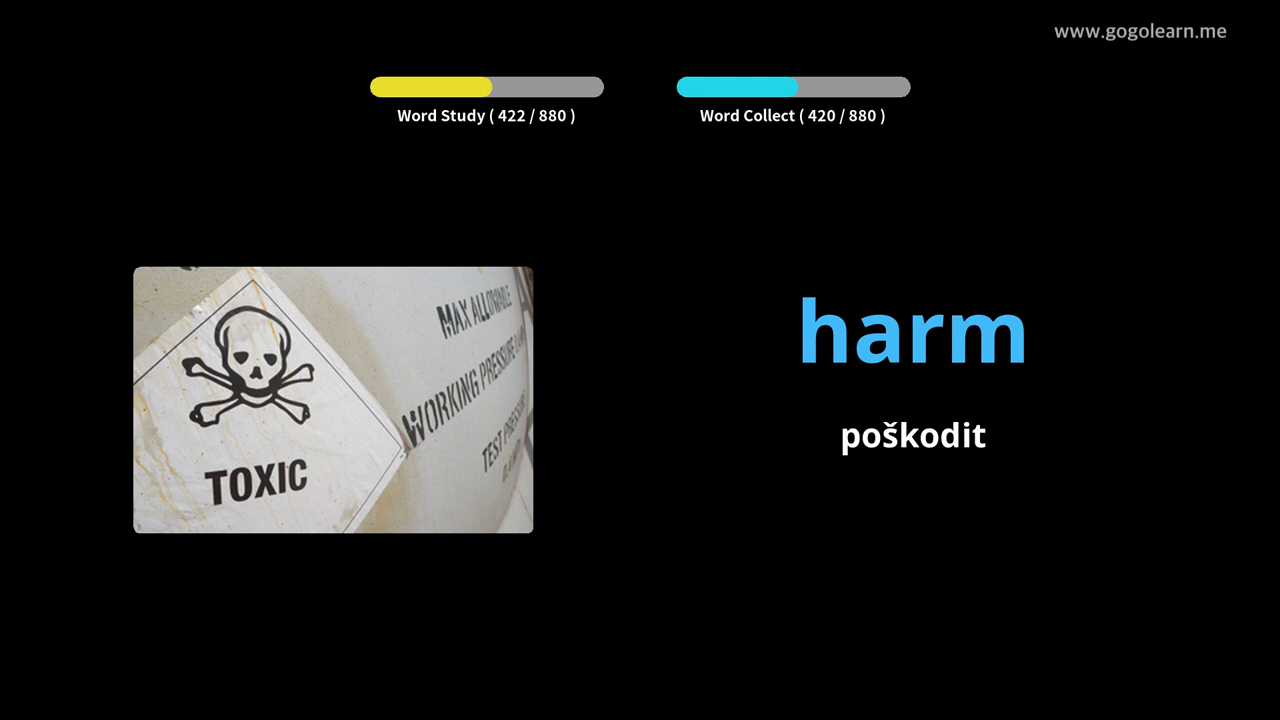 www.gogolearn.me
Word Study ( 422 / 880 )
Word Collect ( 420 / 880 )
MAX ALLOWABLE
WORKING PRESSURE
TEST PRESSURE
TOXIC
harm
poškodit